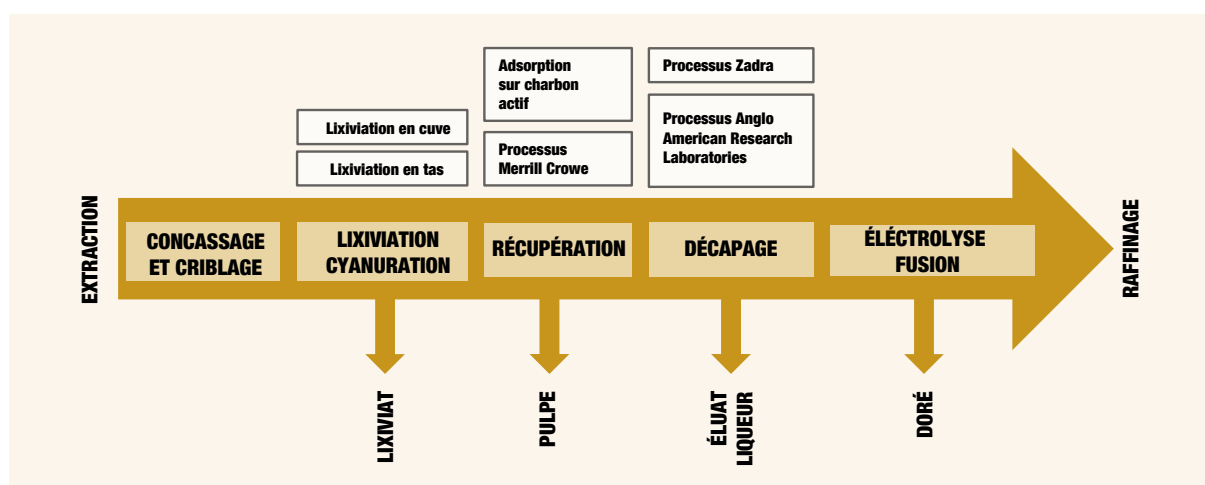 Adsorption
sur charbon
actif
Processus Zadra
Lixiviation en cuve
Processus Anglo
American Research
Laboratories
Lixiviation en tas
Processus
Merrill Crowe
EXTRACTION
CONCASSAGE
ET CRIBLAGE
LIXIVIATION
CYANURATION
RÉCUPÉRATION
DÉCAPAGE
ÉLÉCTROLYSE
FUSION
RAFFINAGE
LIXIVIAT
PULPE
ÉLUAT
LIQUEUR
DORÉ